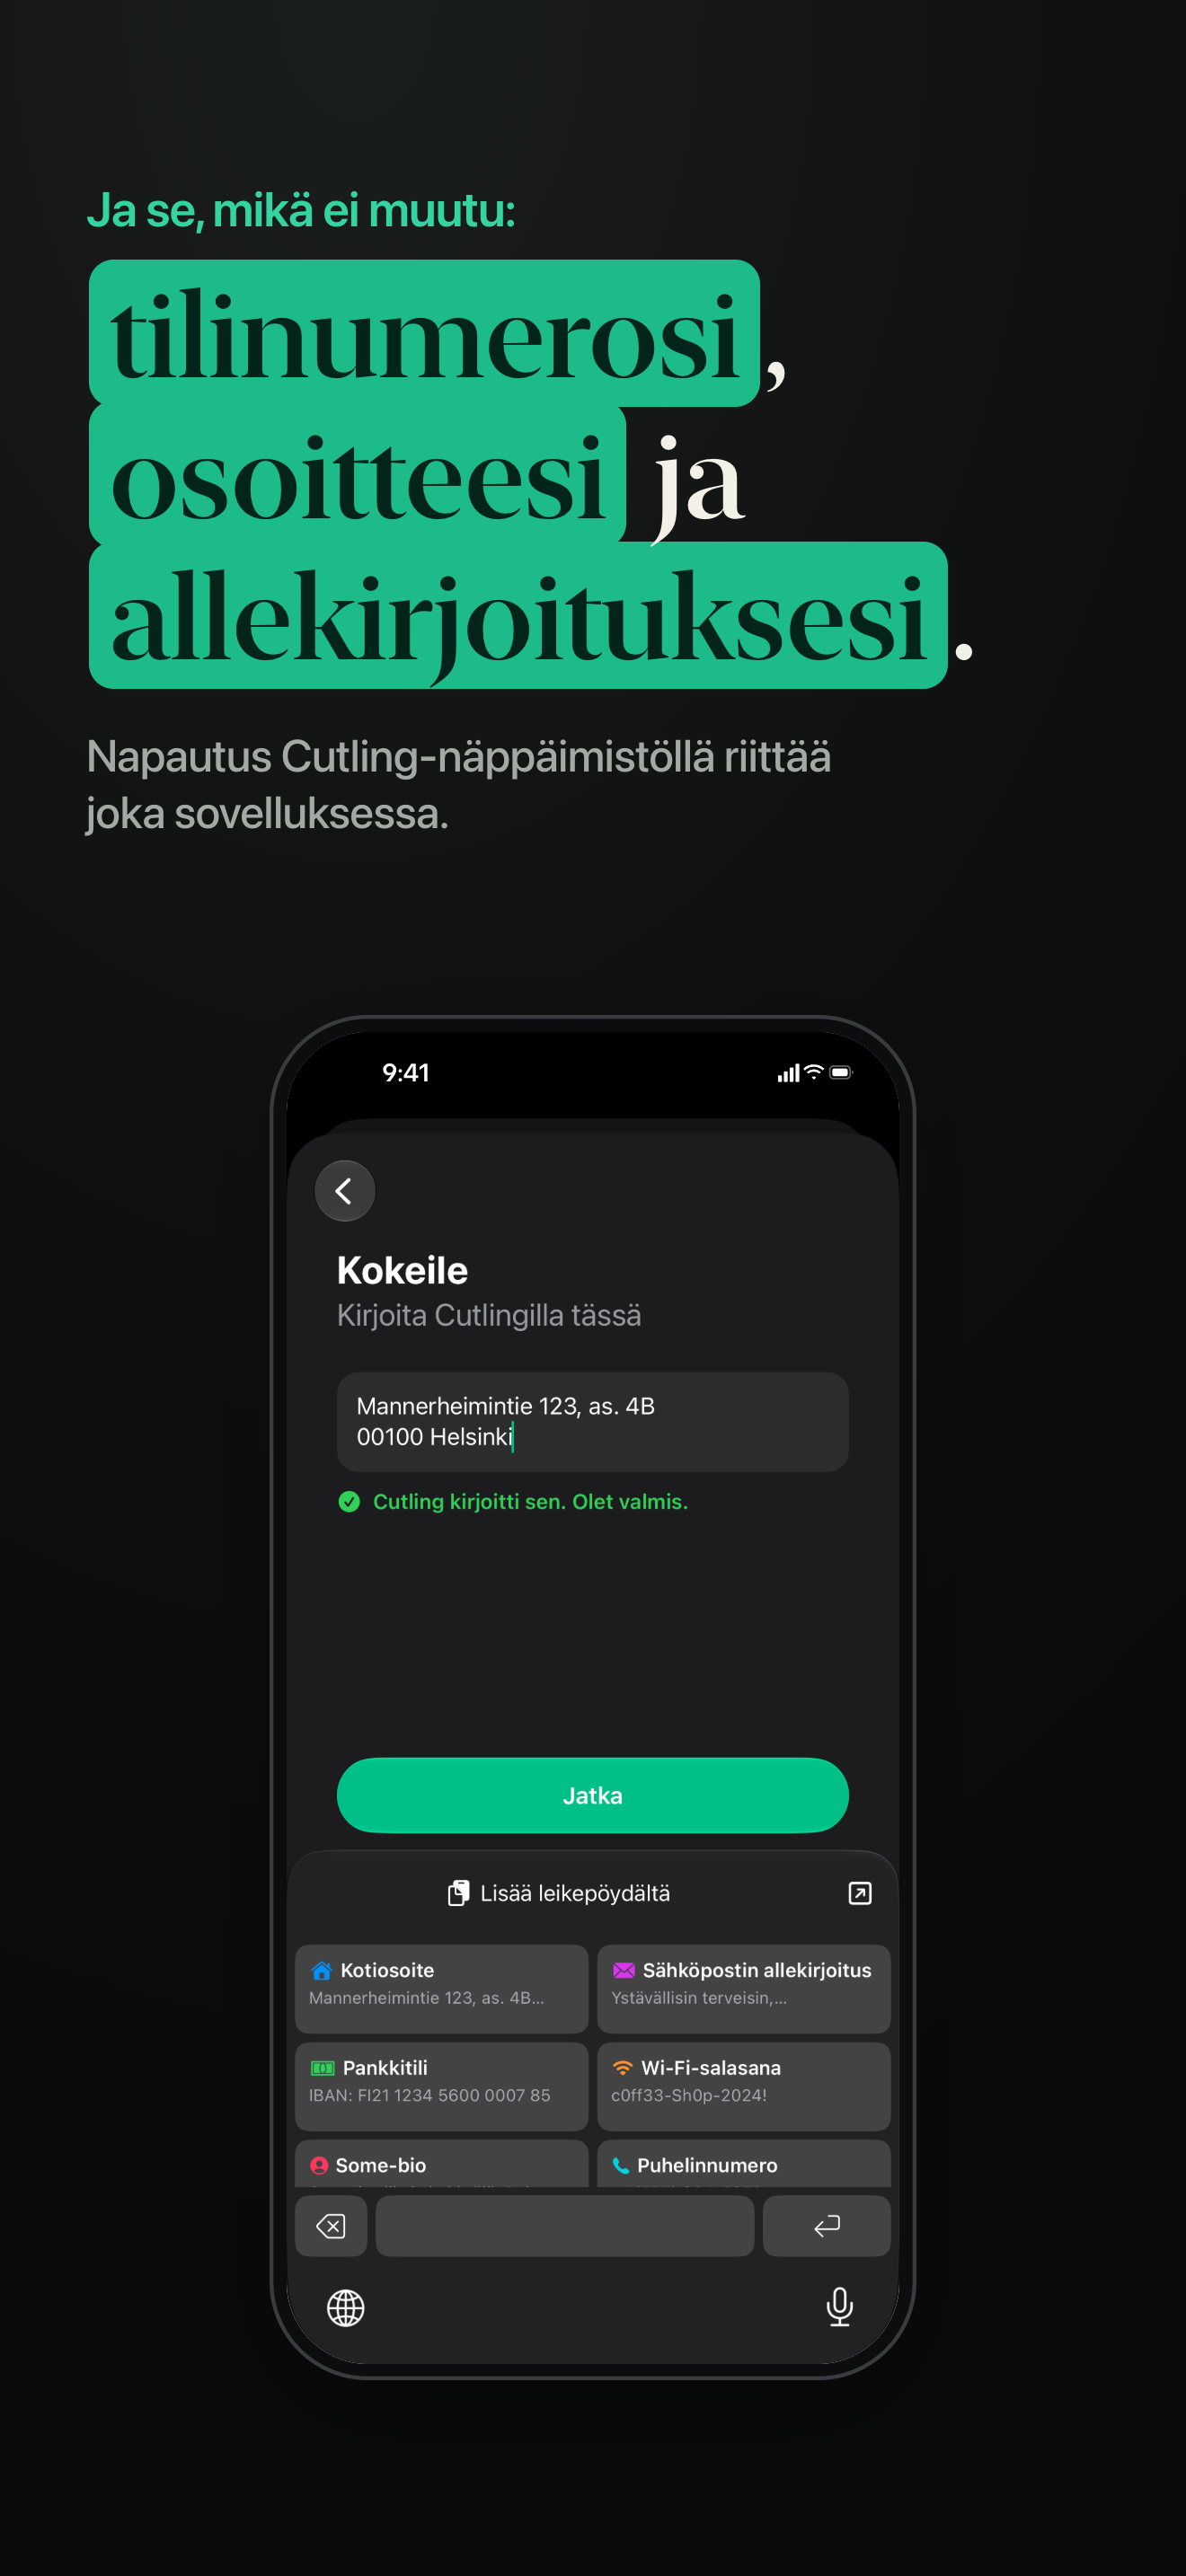 Ja se, mikä ei muutu:
tilinumerosi,
osoitteesi ja
allekirjoituksesi.
Napautus Cutling-näppäimistöllä riittää
joka sovelluksessa.
9:41
Kokeile
Kirjoita Cutlingilla tässä
Mannerheimintie 123, as. 4B
00100 Helsinki
Cutling kirjoitti sen. Olet valmis.
Jatka
Lisää leikepöydältä
Kotiosoite
Mannerheimintie 123, as. 4B...
Sähköpostin allekirjoitus
Ystävällisin terveisin,...
Pankkitili
IBAN: FI21 1234 5600 0007 85
Wi-Fi-salasana
c0ff33-Sh0p-2024!
Some-bio
Puhelinnumero